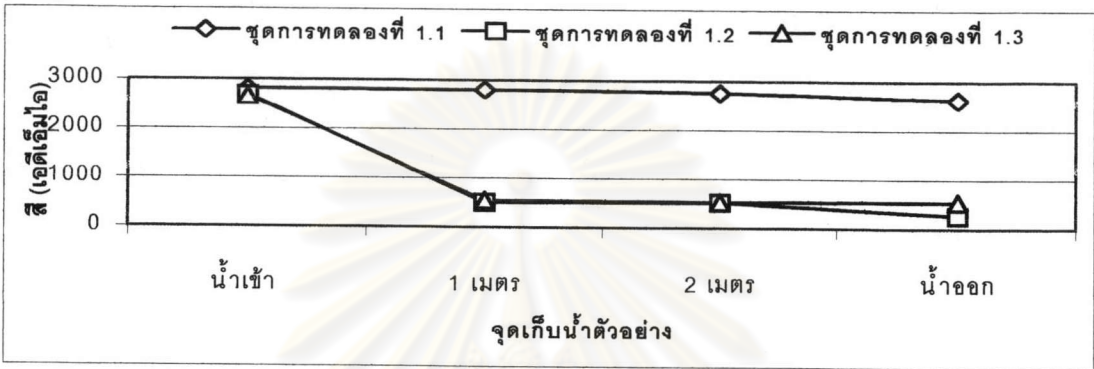 ชุดการทดลองที่ 1.1 ชุดการทดลองที่ 1.2 ชุดการทดลองที่ 1.3
สี (เอดีเอ็มไอ)
3000
2000
1000
0
น้ำเข้า 1 เมตร 2 เมตร น้ำออก
จุดเก็บน้ำตัวอย่าง